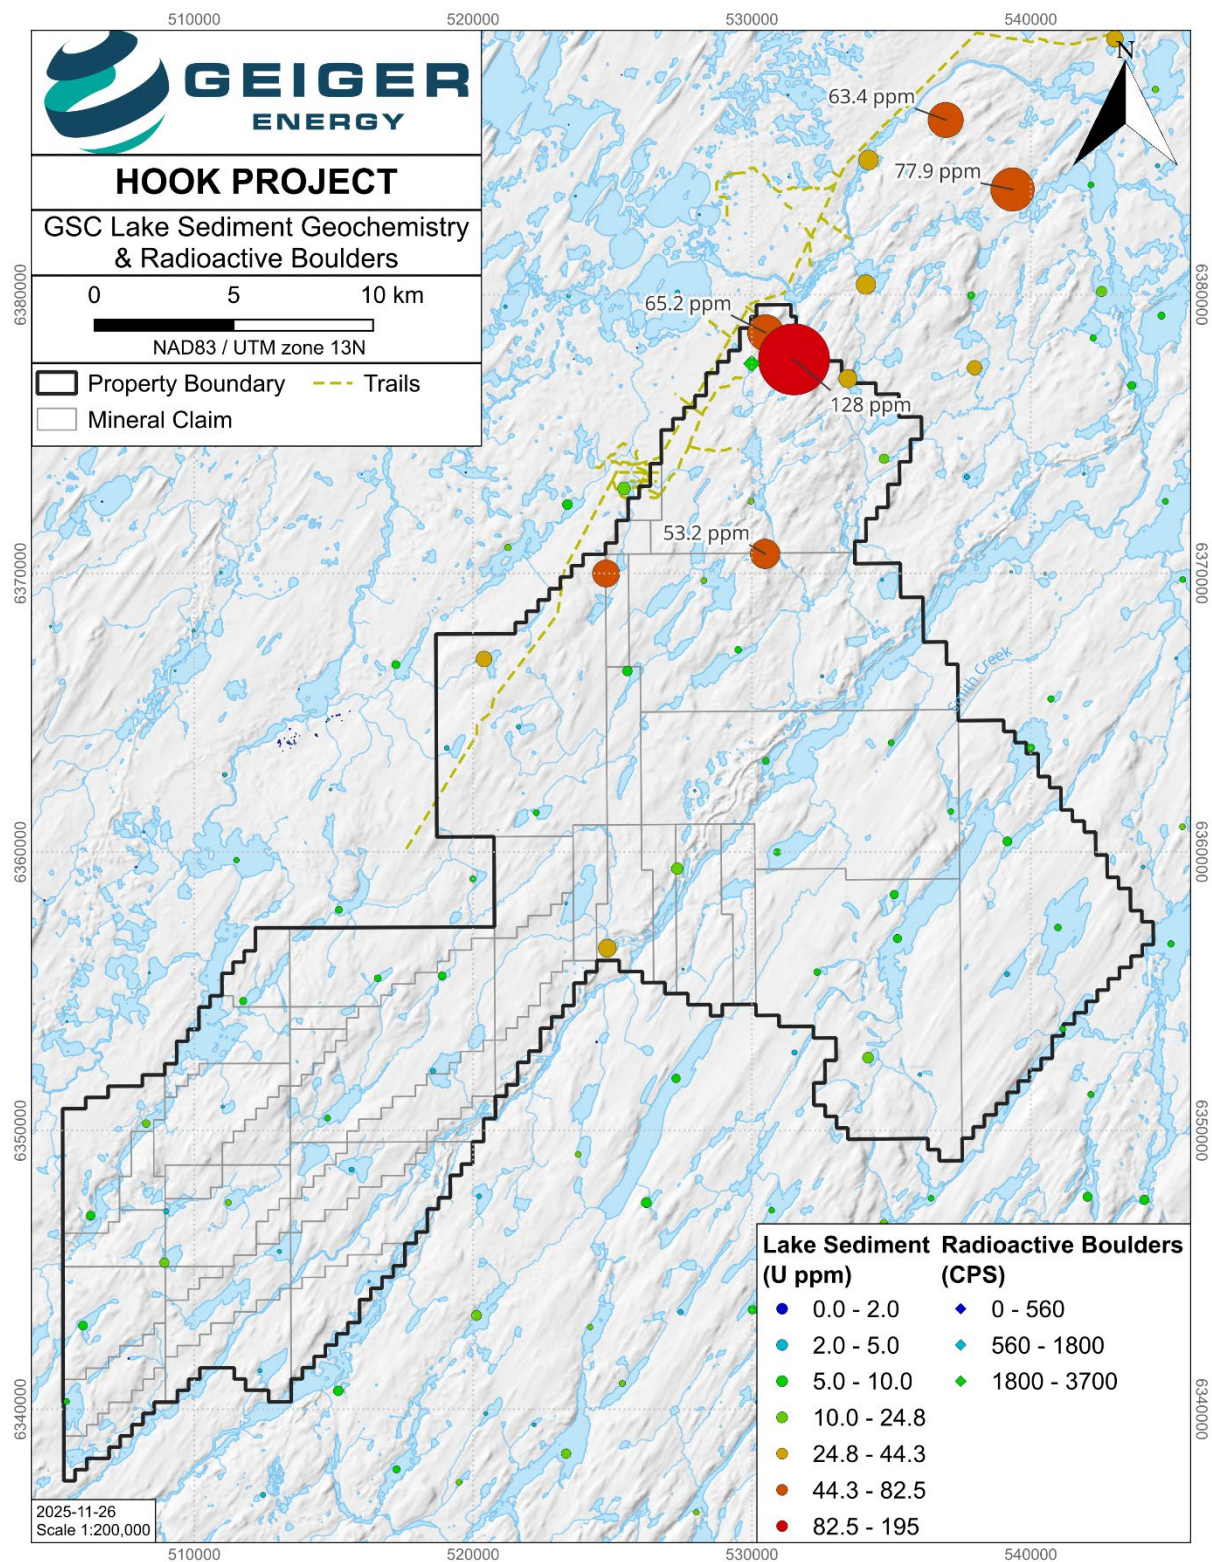 510000 520000 530000 540000
GEIGER
ENERGY
HOOK PROJECT
GSC Lake Sediment Geochemistry
& Radioactive Boulders
0 5 10 km
NAD83 / UTM zone 13N
Property Boundary Trails
Mineral Claim
N
63.4 ppm
77.9 ppm
65.2 ppm
128 ppm
53.2 ppm
6380000 6380000
6370000 6370000
Smith Creek
6360000 6360000
6350000 6350000
6340000 6340000
Lake Sediment Radioactive Boulders
(U ppm) (CPS)
0.0 - 2.0 0 - 560
2.0 - 5.0 560 - 1800
5.0 - 10.0 1800 - 3700
10.0 - 24.8
24.8 - 44.3
44.3 - 82.5
82.5 - 195
2025-11-26
Scale 1:200,000
510000 520000 530000 540000